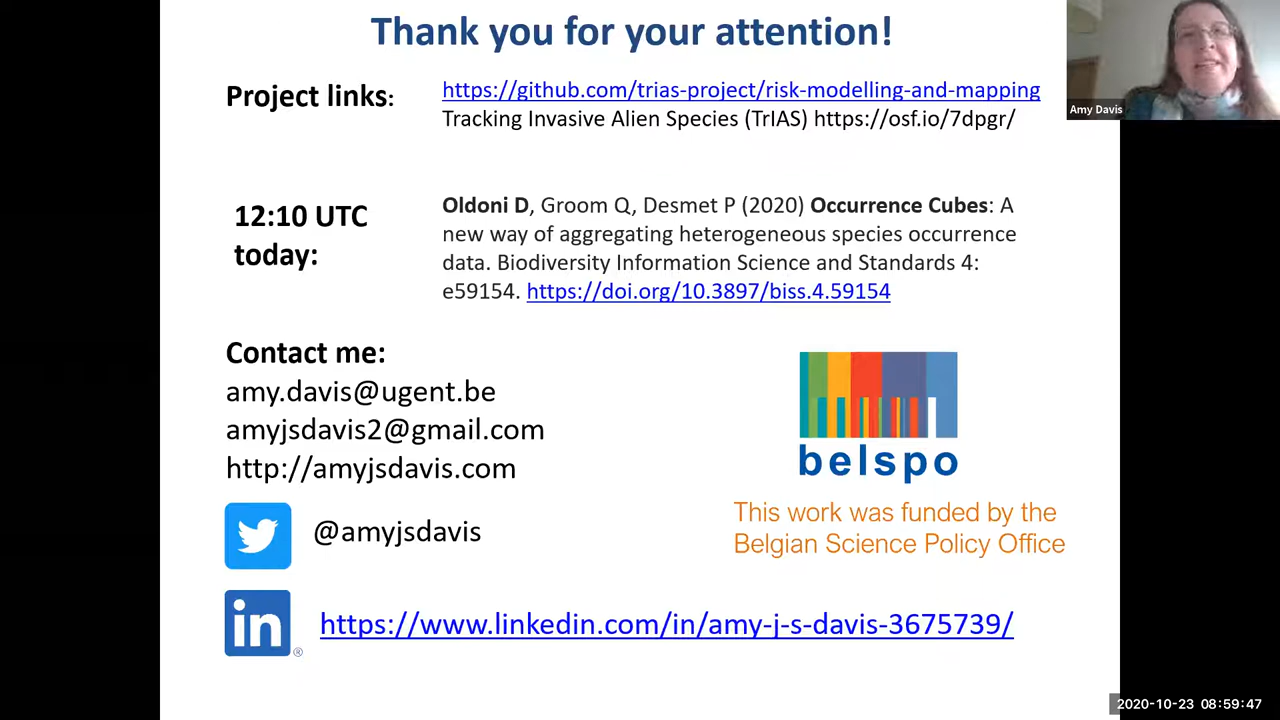 Thank you for your attention!
Project links:
https://github.com/trias-project/risk-modelling-and-mapping
Tracking Invasive Alien Species (TrIAS) https://osf.io/7dpgr/
Amy Davis
12:10 UTC
today:
Oldoni D, Groom Q, Desmet P (2020) Occurrence Cubes: A
new way of aggregating heterogeneous species occurrence
data. Biodiversity Information Science and Standards 4:
e59154. https://doi.org/10.3897/biss.4.59154
Contact me:
amy.davis@ugent.be
amyjsdavis2@gmail.com
http://amyjsdavis.com
@amyjsdavis
in®
https://www.linkedin.com/in/amy-j-s-davis-3675739/
belspo
This work was funded by the
Belgian Science Policy Office
2020-10-23 08:59:47